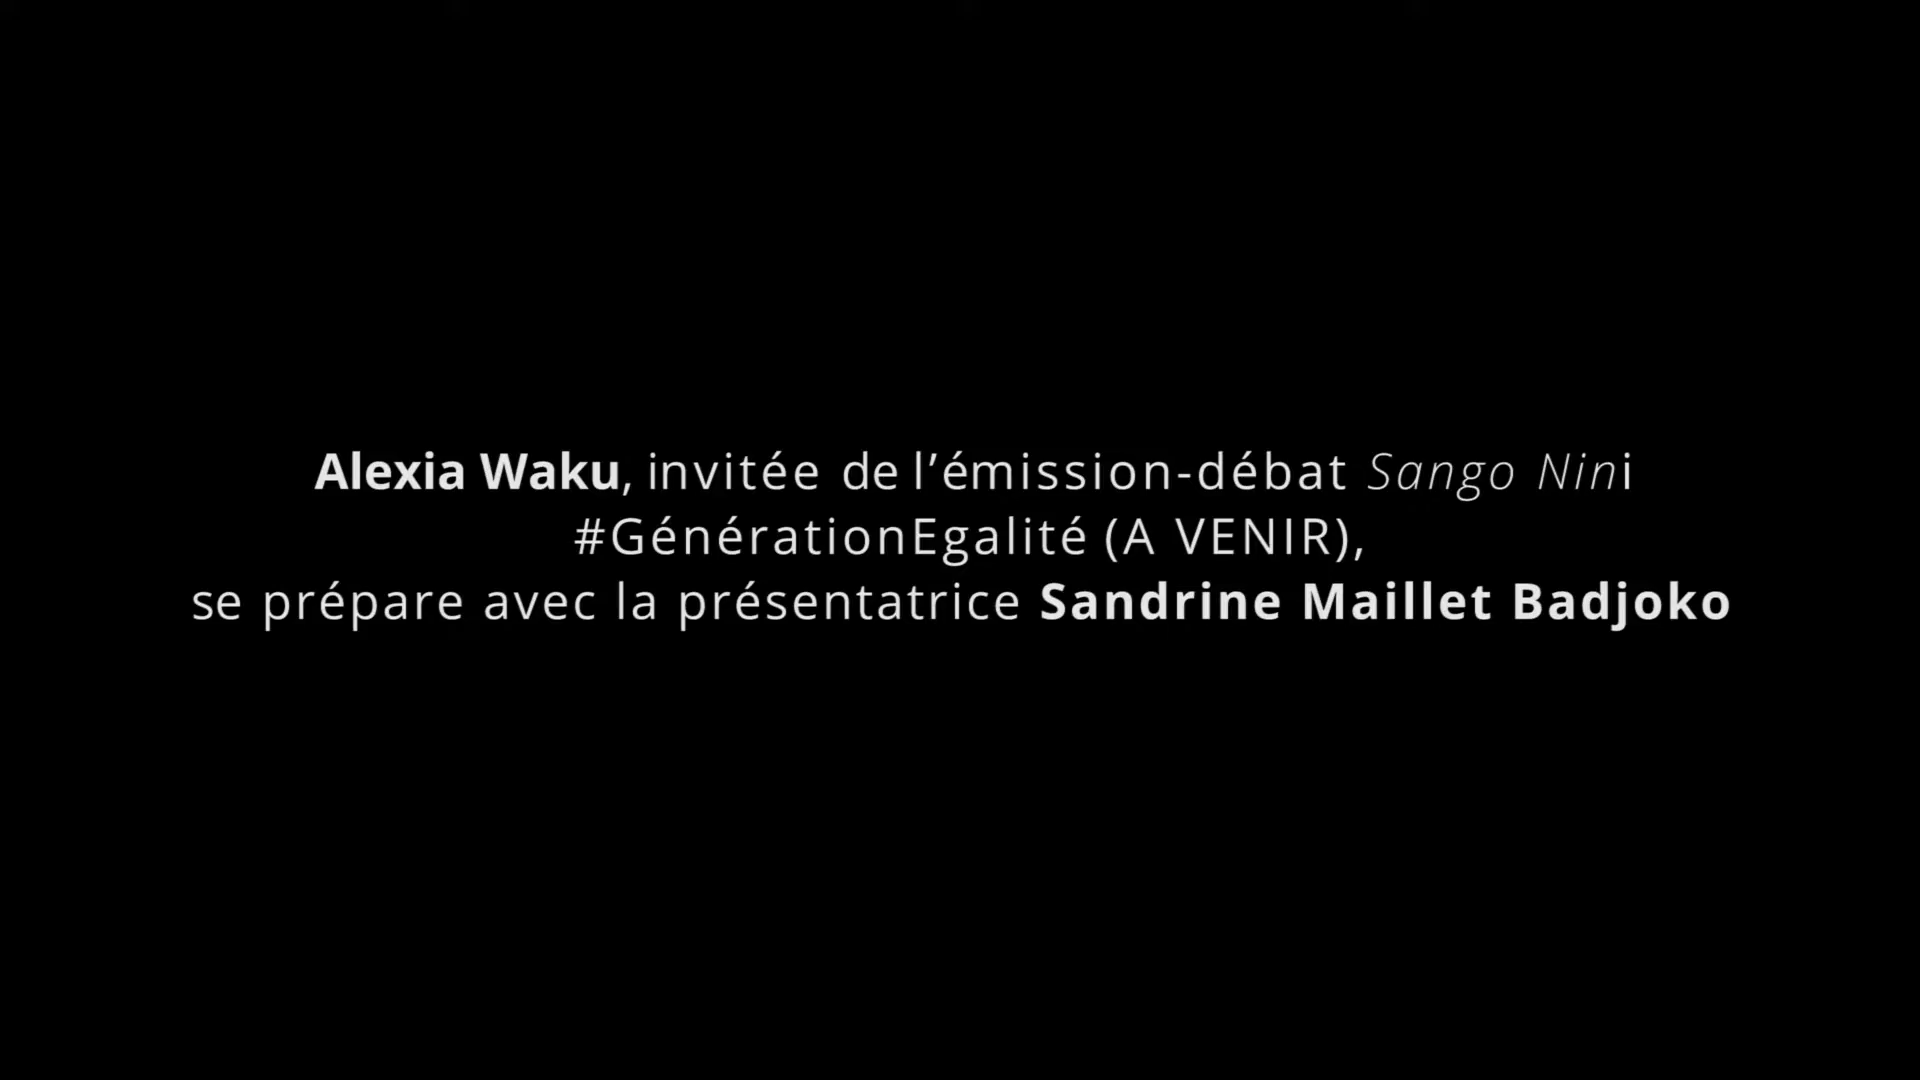 Alexia Waku, invitée de l’émission-débat Sango Nini
#GénérationEgalité (A VENIR),
se prépare avec la présentatrice Sandrine Maillet Badjoko